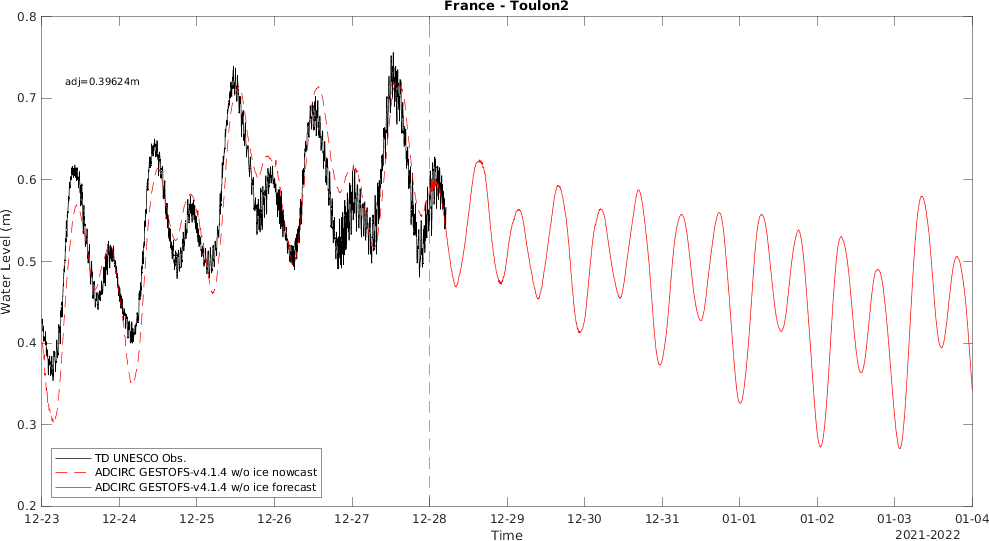 France - Toulon2
adj=0.39624m
0.8
0.7
0.6
0.5
0.4
0.3
0.2
Water Level (m)
TD UNESCO Obs.
ADCIRC GESTOFS-v4.1.4 w/o ice nowcast
ADCIRC GESTOFS-v4.1.4 w/o ice forecast
12-23 12-24 12-25 12-26 12-27 12-28 12-29 12-30 12-31 01-01 01-02 01-03 01-04
Time
2021-2022